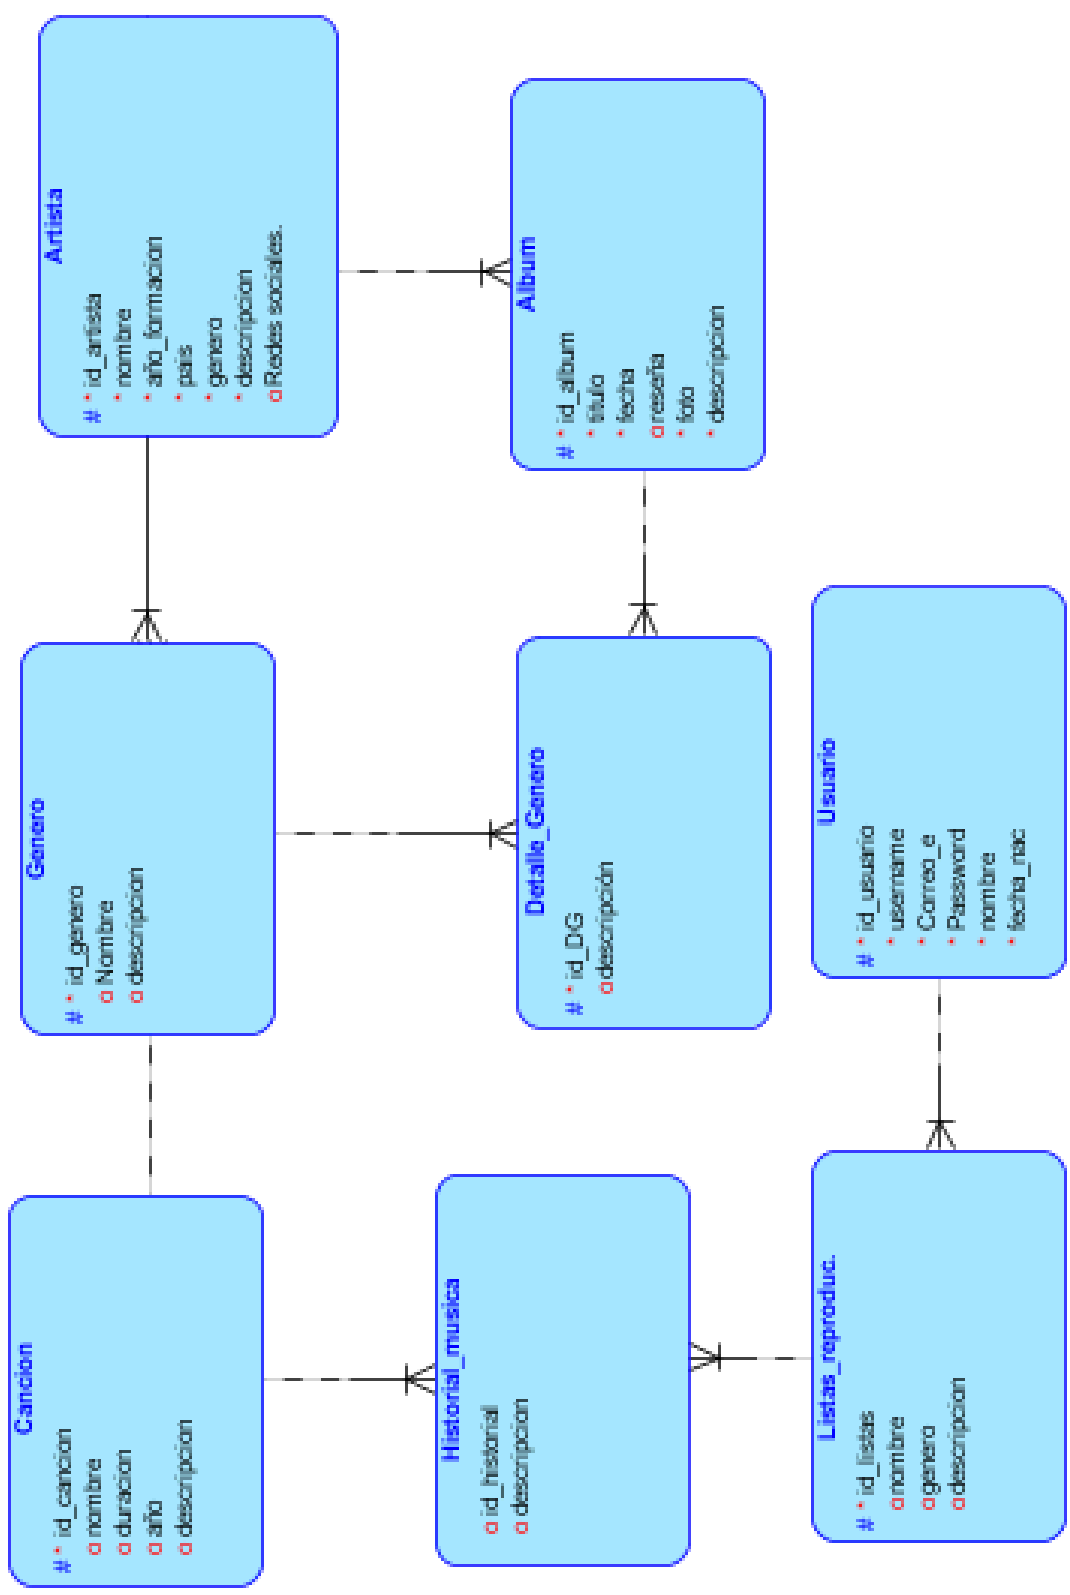 Cancion
# * id_cancion
o nombre
o duracion
o año
o descripcion
Genero
# * id_genero
o Nombre
o descripcion
Artista
# * id_artista
* nombre
* año_formacion
* pais
* genero
* descripcion
o Redes sociales.
Historial_musica
o id_historial
o descripcion
Detalle_Genero
# * id_DG
o descripción
Album
# * id_album
* titulo
* fecha
o reseña
* foto
* descripcion
Listas_reproduc.
# * id_listas
o nombre
o genero
o descripcion
Usuario
# * id_usuario
* username
* Correo_e
* Password
* nombre
* fecha_nac